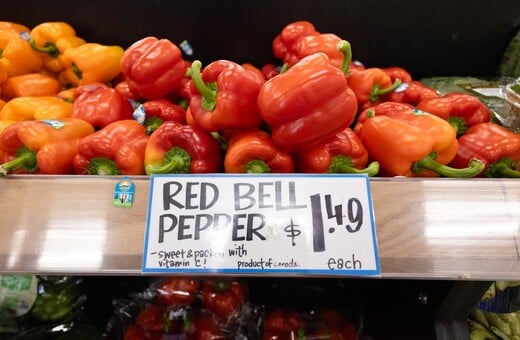 RED BELL
PEPPER $1.49
-sweet & packed with
vitamin c! product of canada each